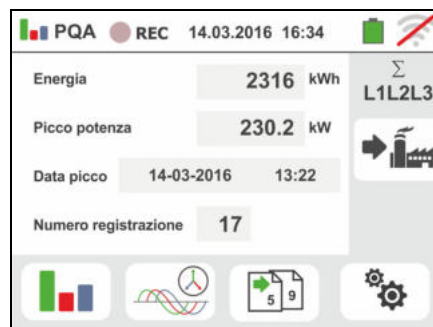 PQA REC 14.03.2016 16:34
Energia 2316 kWh
Σ
L1L2L3
Picco potenza 230.2 kW
Data picco 14-03-2016 13:22
Numero registrazione 17
5 9